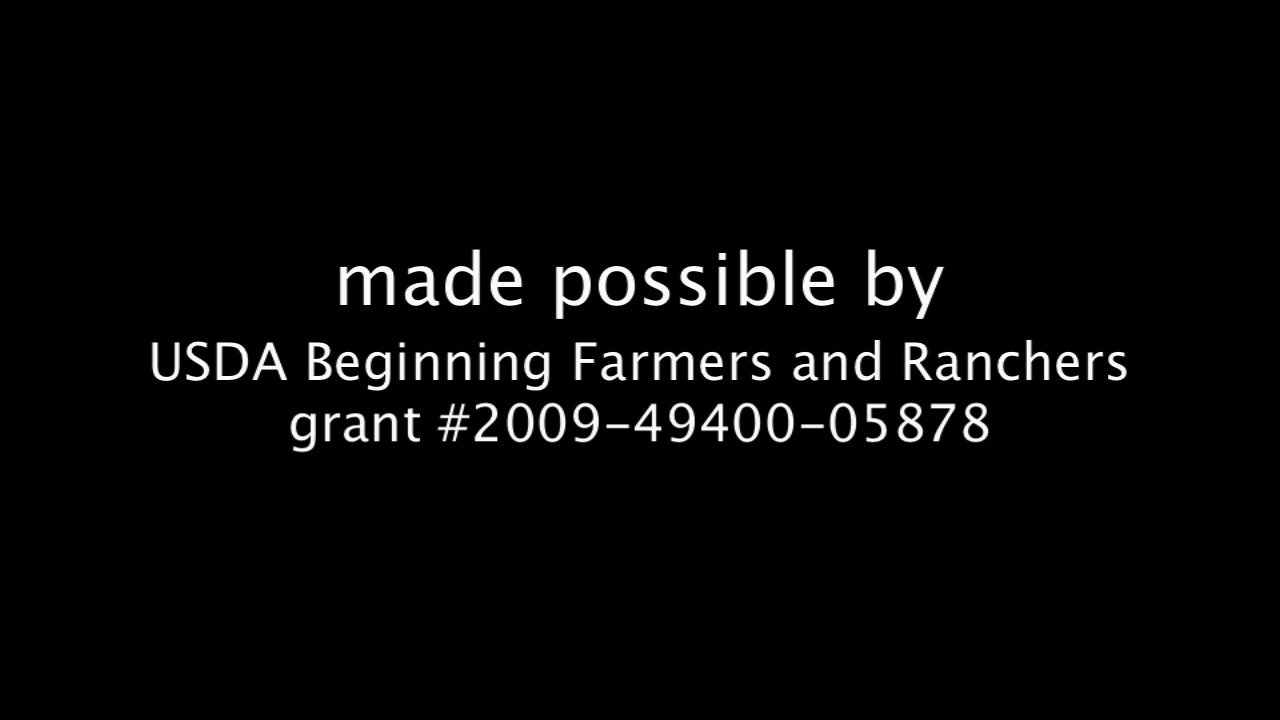 made possible by
USDA Beginning Farmers and Ranchers
grant #2009-49400-05878